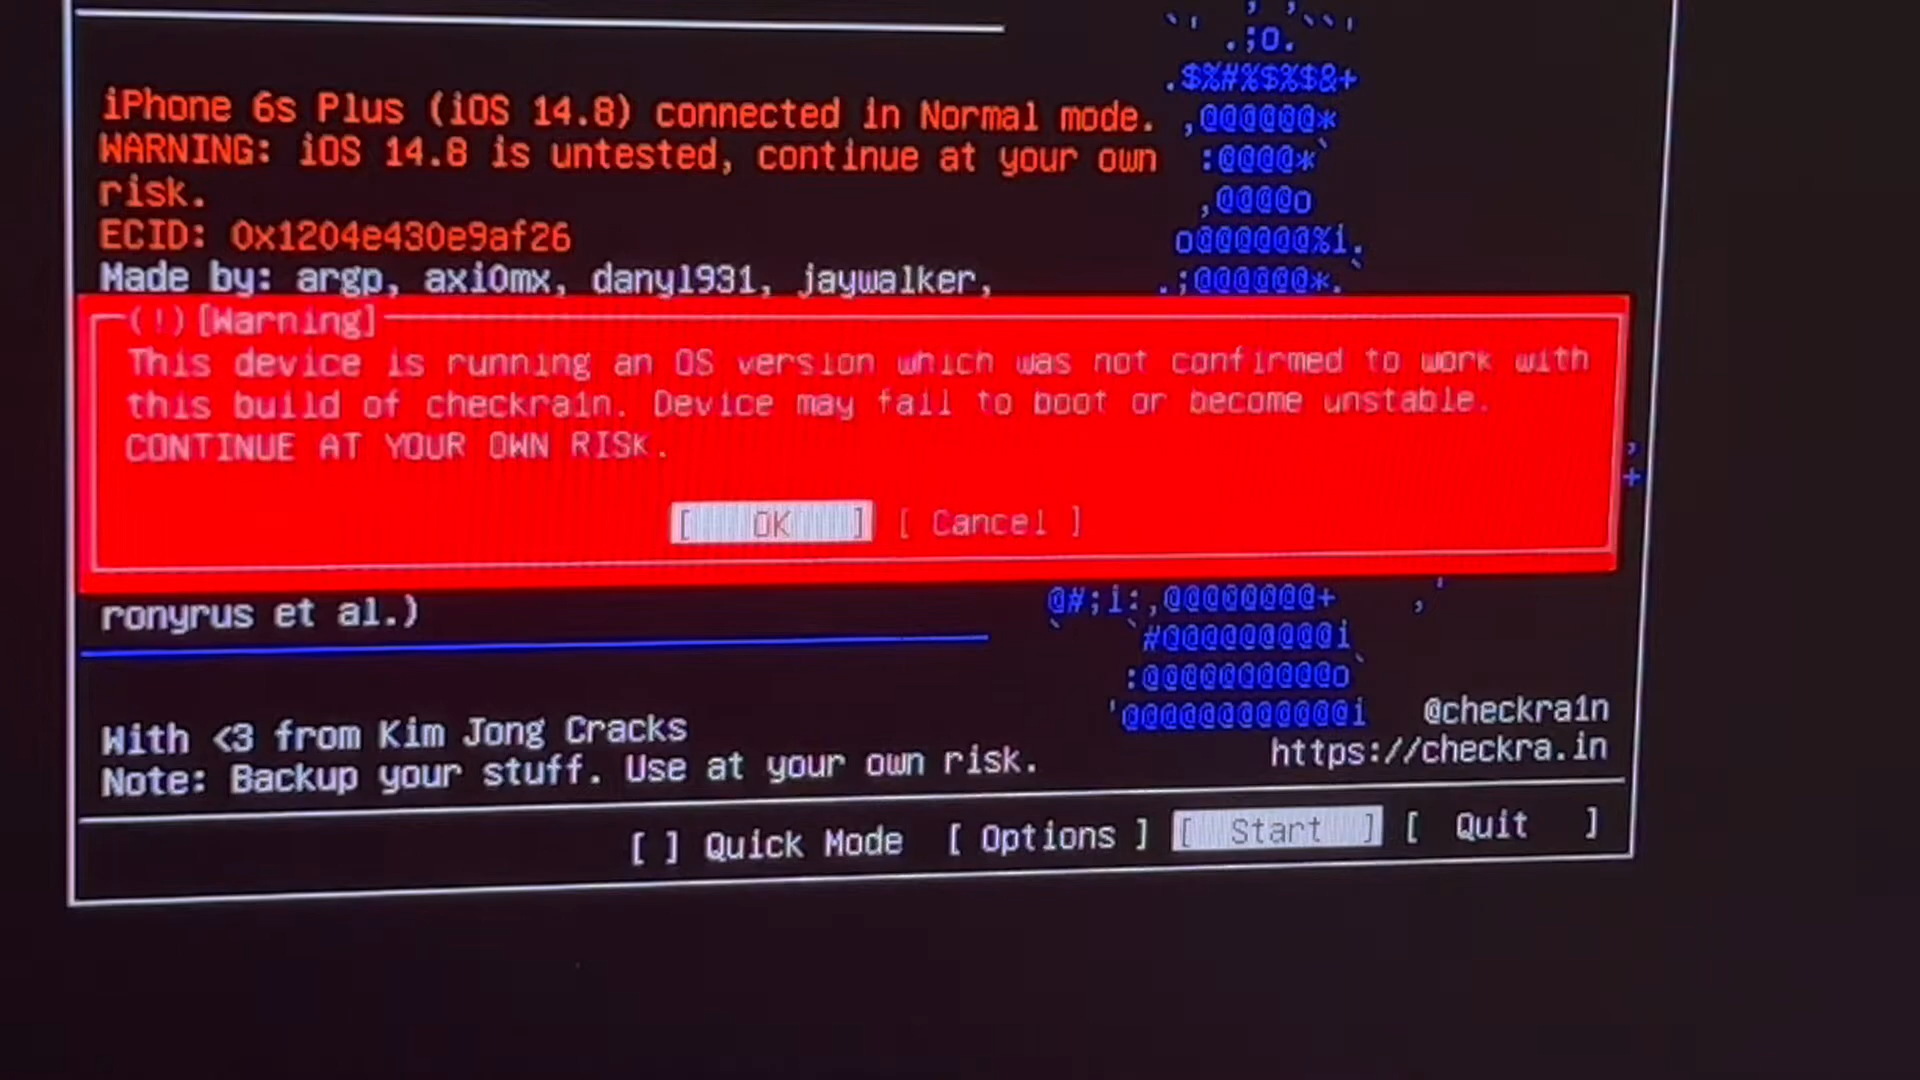 iPhone 6s Plus (iOS 14.8) connected in Normal mode.
WARNING: iOS 14.8 is untested, continue at your own
risk.
ECID: 0x1204e430e9af26
Made by: argp, axi0mx, danyl931, jaywalker,
(!)[Warning]
This device is running an OS version which was not confirmed to work with
this build of checkra1n. Device may fail to boot or become unstable.
CONTINUE AT YOUR OWN RISK.
[ OK ] [ Cancel ]
ronyrus et al.)
With <3 from Kim Jong Cracks
Note: Backup your stuff. Use at your own risk.
@checkra1n
https://checkra.in
[ ] Quick Mode [ Options ] [ Start ] [ Quit ]